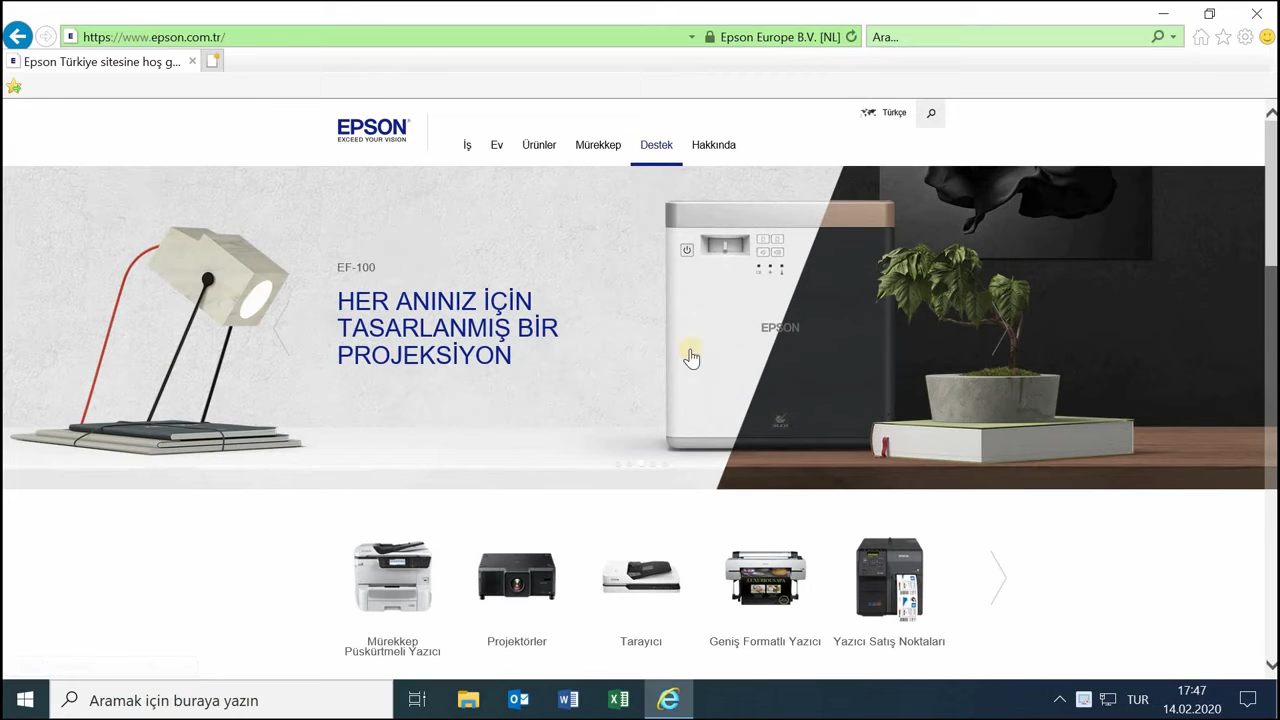 https://www.epson.com.tr/
Epson Europe B.V. [NL]
Ara...
Epson Türkiye sitesine hoş g...
Türkçe
EPSON
EXCEED YOUR VISION
İş
Ev
Ürünler
Mürekkep
Destek
Hakkında
EF-100
HER ANINIZ İÇİN
TASARLANMIŞ BİR
PROJEKSİYON
EPSON
Mürekkep
Püskürtmeli Yazıcı
Projektörler
Tarayıcı
Geniş Formatlı Yazıcı
Yazıcı Satış Noktaları
Aramak için buraya yazın
TUR
17:47
14.02.2020